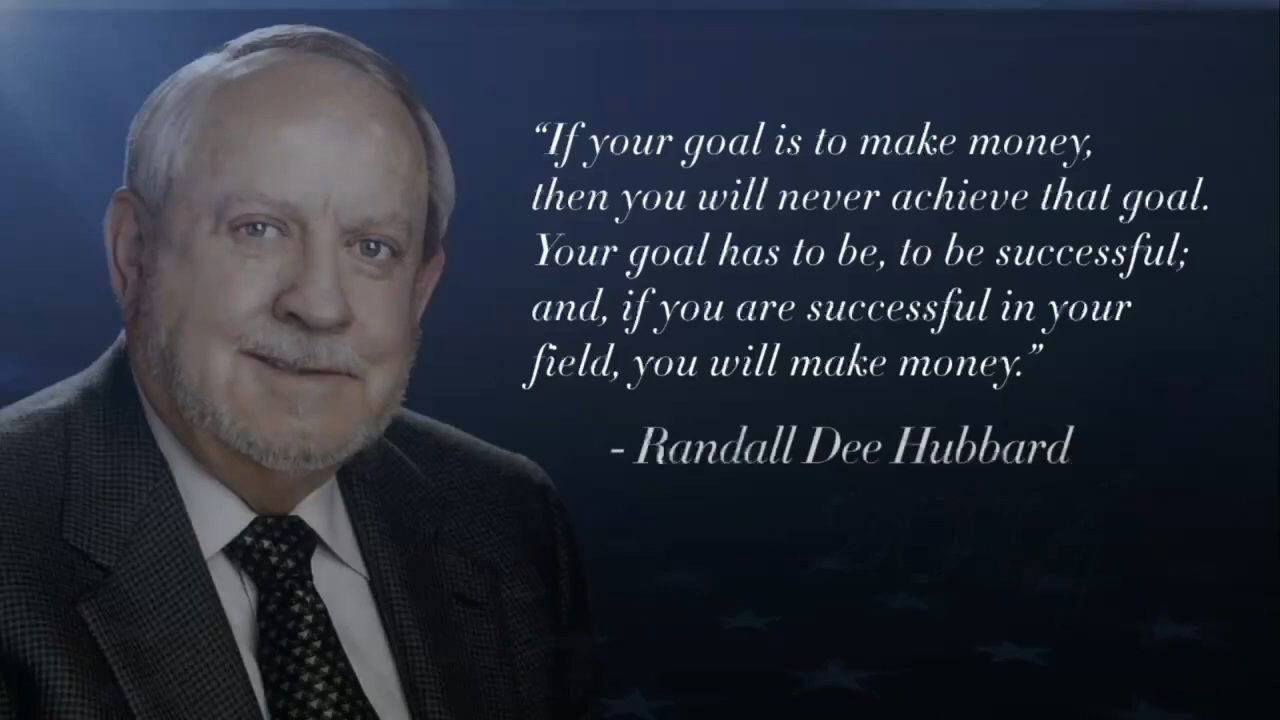 “If your goal is to make money,
then you will never achieve that goal.
Your goal has to be, to be successful;
and, if you are successful in your
field, you will make money.”
- Randall Dee Hubbard